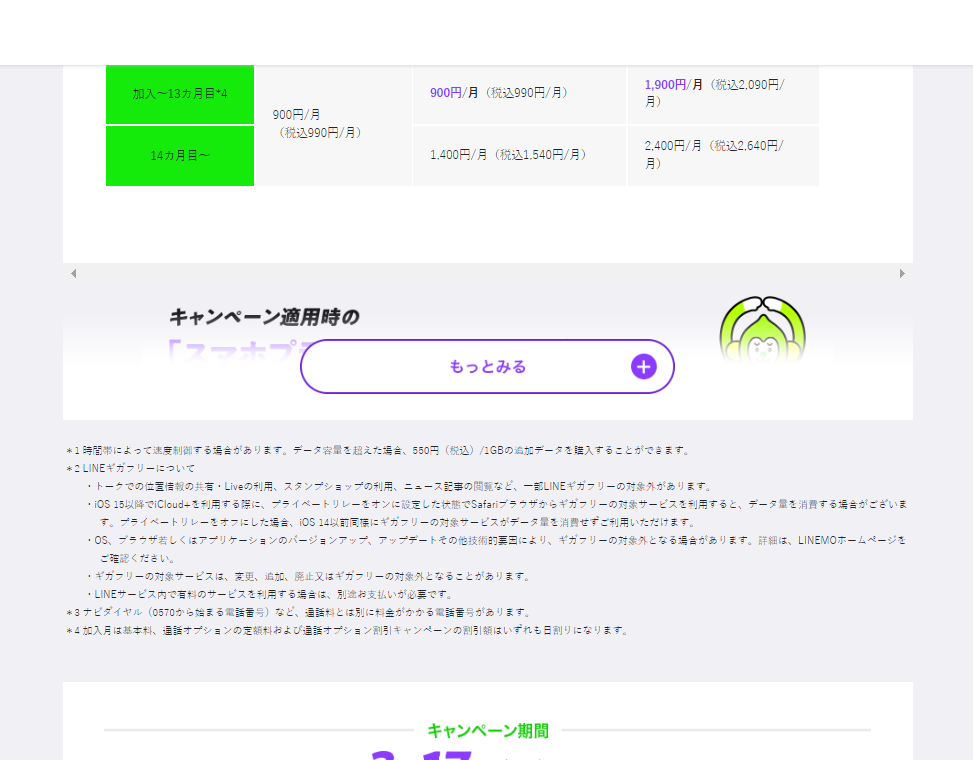 加入～13カ月目*4
900円/月
（税込990円/月）
900円/月（税込990円/月）
1,900円/月（税込2,090円/
月）
14カ月目～
1,400円/月（税込1,540円/月）
2,400円/月（税込2,640円/
月）
キャンペーン適用時の
「スマホプラ
もっとみる
＊1 時間帯によって速度制御する場合があります。データ容量を超えた場合、550円（税込）/1GBの追加データを購入することができます。
＊2 LINEギガフリーについて
・トークでの位置情報の共有・Liveの利用、スタンプショップの利用、ニュース記事の閲覧など、一部LINEギガフリーの対象外があります。
・iOS 15以降でiCloud+を利用する際に、プライベートリレーをオンに設定した状態でSafariブラウザからギガフリーの対象サービスを利用すると、データ量を消費する場合がございま
す。プライベートリレーをオフにした場合、iOS 14以前同様にギガフリーの対象サービスがデータ量を消費せずご利用いただけます。
・OS、ブラウザ若しくはアプリケーションのバージョンアップ、アップデートその他技術的要因により、ギガフリーの対象外となる場合があります。詳細は、LINEMOホームページを
ご確認ください。
・ギガフリーの対象サービスは、変更、追加、廃止又はギガフリーの対象外となることがあります。
・LINEサービス内で有料のサービスを利用する場合は、別途お支払いが必要です。
＊3 ナビダイヤル（0570から始まる電話番号）など、通話料とは別に料金がかかる電話番号があります。
＊4 加入月は基本料、通話オプションの定額料および通話オプション割引キャンペーンの割引額はいずれも日割りになります。
キャンペーン期間